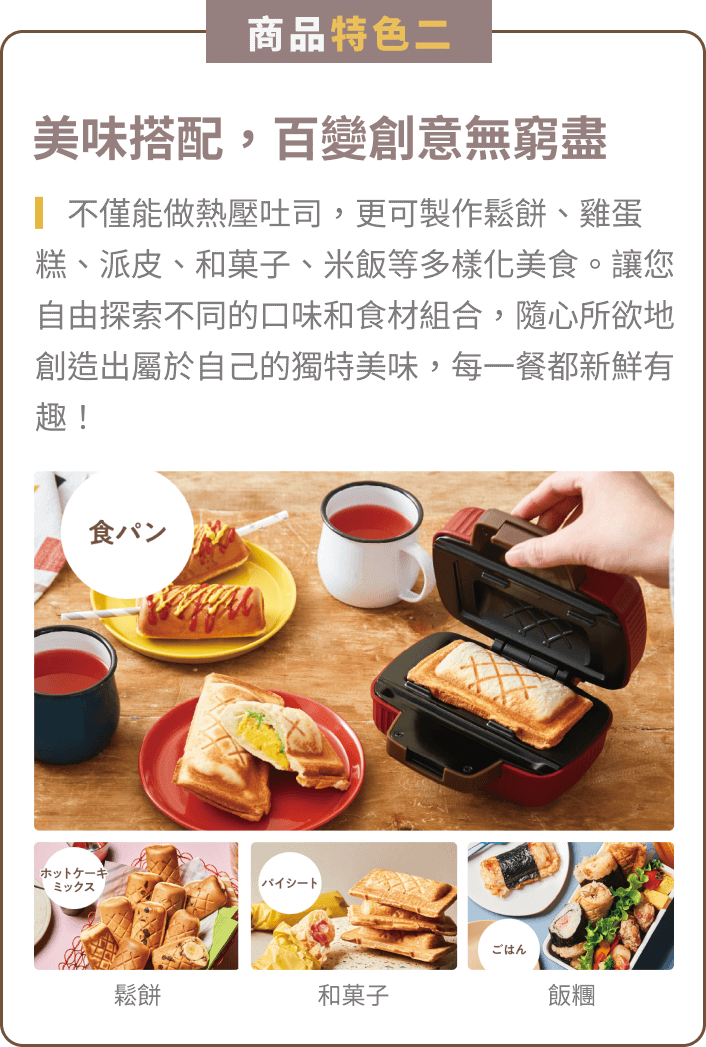 商品特色二
美味搭配，百變創意無窮盡
不僅能做熱壓吐司，更可製作鬆餅、雞蛋
糕、派皮、和菓子、米飯等多樣化美食。讓您
自由探索不同的口味和食材組合，隨心所欲地
創造出屬於自己的獨特美味，每一餐都新鮮有
趣！
食パン
ホットケーキ
ミックス
パイシート
ごはん
鬆餅
和菓子
飯糰